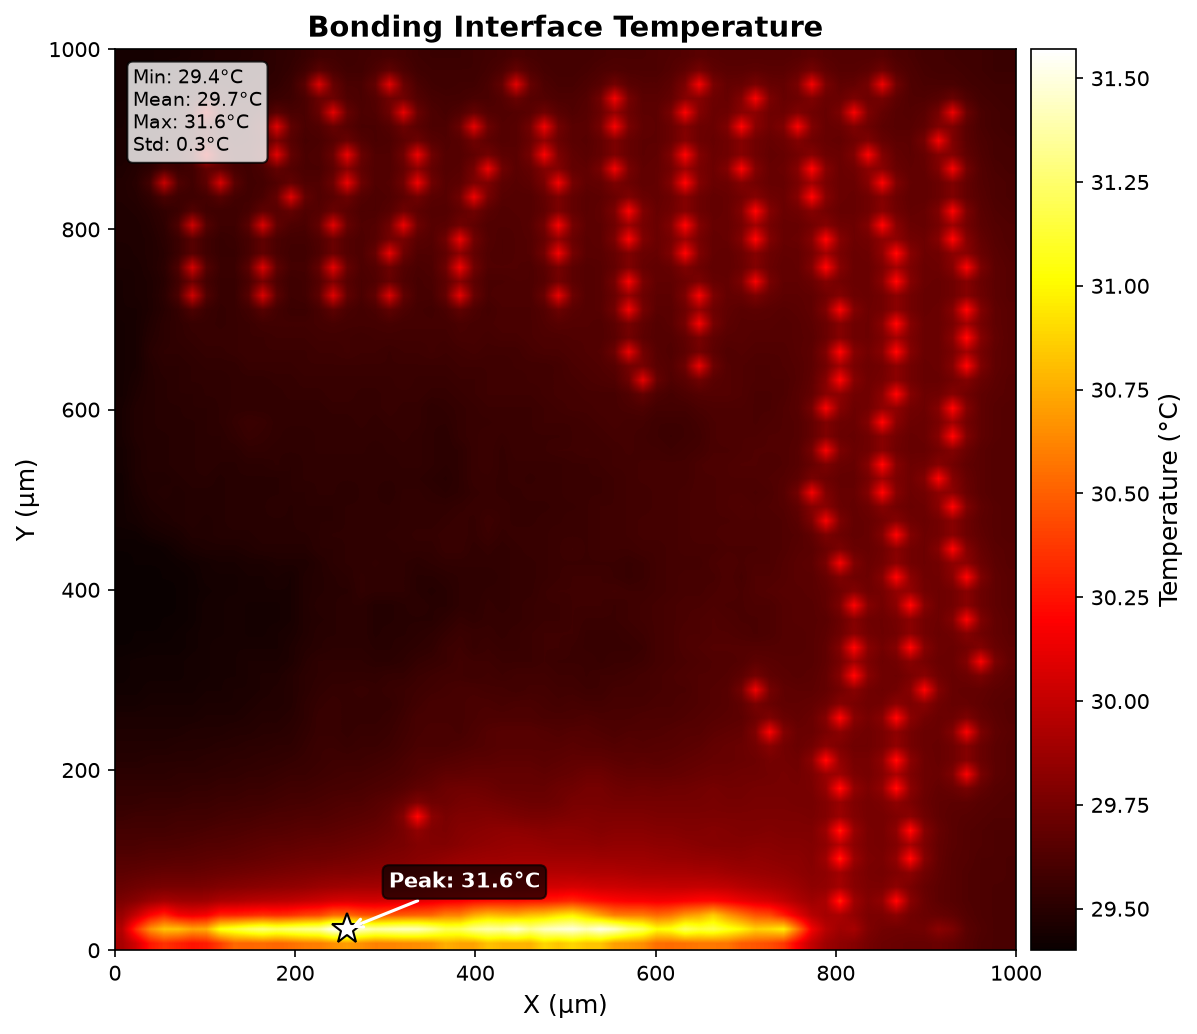 Bonding Interface Temperature
Min: 29.4°C
Mean: 29.7°C
Max: 31.6°C
Std: 0.3°C
Peak: 31.6°C
1000
800
600
400
200
0
Y (μm)
0
200
400
600
800
1000
X (μm)
31.50
31.25
31.00
30.75
30.50
30.25
30.00
29.75
29.50
Temperature (°C)